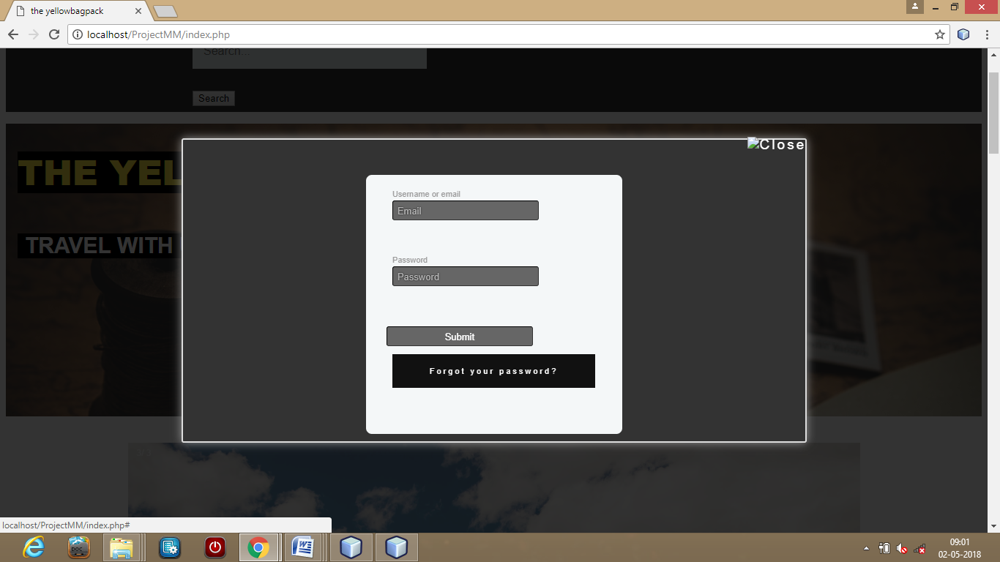 the yellowbagpack
localhost/ProjectMM/index.php
Search...
Search
THE YEL
TRAVEL WITH
Close
Username or email
Email
Password
Password
Submit
Forgot your password?
localhost/ProjectMM/index.php#
DOC
09:01
02-05-2018